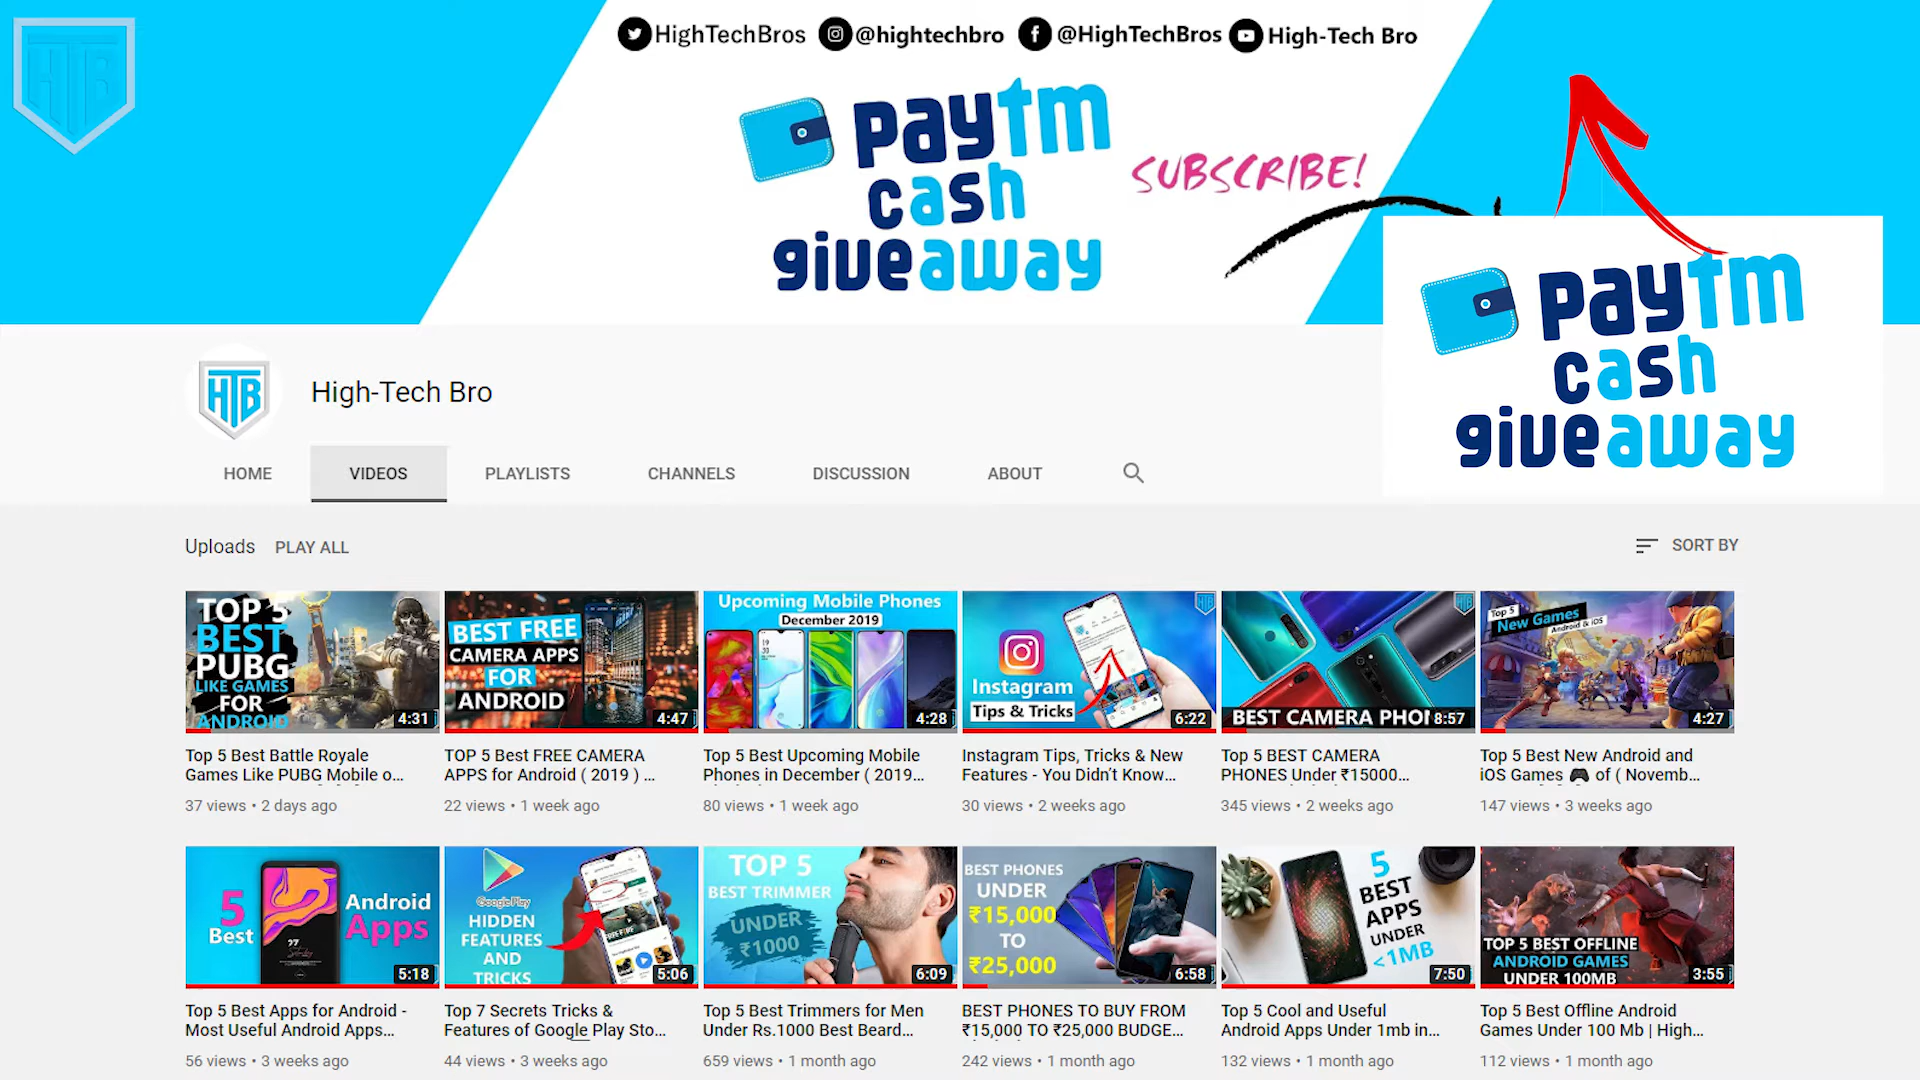 HTB
HighTechBros @hightechbro @HighTechBros High-Tech Bro
paytm
cash
giveaway
SUBSCRIBE!
paytm
cash
giveaway
HTB
High-Tech Bro
HOME VIDEOS PLAYLISTS CHANNELS DISCUSSION ABOUT
Uploads PLAY ALL SORT BY
TOP 5
BEST
PUBG
LIKE GAMES
FOR
ANDROID
4:31
BEST FREE
CAMERA APPS
FOR
ANDROID
4:47
Upcoming Mobile Phones
December 2019
4:28
Instagram
Tips & Tricks
6:22
BEST CAMERA PHO
8:57
Top 5
New Games
Android & iOS
4:27
Top 5 Best Battle Royale
Games Like PUBG Mobile o...
37 views • 2 days ago
TOP 5 Best FREE CAMERA
APPS for Android ( 2019 ) ...
22 views • 1 week ago
Top 5 Best Upcoming Mobile
Phones in December ( 2019...
80 views • 1 week ago
Instagram Tips, Tricks & New
Features - You Didn't Know...
30 views • 2 weeks ago
Top 5 BEST CAMERA
PHONES Under ₹15000...
345 views • 2 weeks ago
Top 5 Best New Android and
iOS Games 🎮 of ( Novemb...
147 views • 3 weeks ago
5
Best
Android
Apps
5:18
Google Play
HIDDEN
FEATURES
AND
TRICKS
5:06
TOP 5
BEST TRIMMER
UNDER
₹1000
6:09
BEST PHONES
UNDER
₹15,000
TO
₹25,000
6:58
5
BEST
APPS
UNDER
<1MB
7:50
TOP 5 BEST OFFLINE
ANDROID GAMES
UNDER 100MB
3:55
Top 5 Best Apps for Android -
Most Useful Android Apps...
56 views • 3 weeks ago
Top 7 Secrets Tricks &
Features of Google Play Sto...
44 views • 3 weeks ago
Top 5 Best Trimmers for Men
Under Rs.1000 Best Beard...
659 views • 1 month ago
BEST PHONES TO BUY FROM
₹15,000 TO ₹25,000 BUDGE...
242 views • 1 month ago
Top 5 Cool and Useful
Android Apps Under 1mb in...
132 views • 1 month ago
Top 5 Best Offline Android
Games Under 100 Mb | High...
112 views • 1 month ago